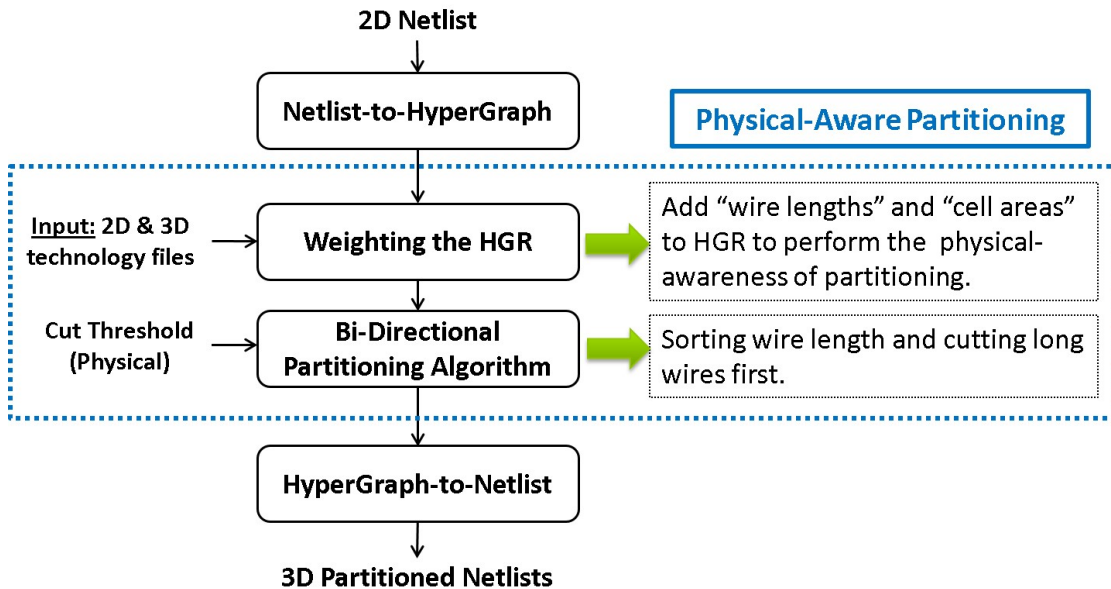 2D Netlist
Netlist-to-HyperGraph
Physical-Aware Partitioning
Input: 2D & 3D
technology files
Weighting the HGR
Add “wire lengths” and “cell areas”
to HGR to perform the physical-
awareness of partitioning.
Cut Threshold
(Physical)
Bi-Directional
Partitioning Algorithm
Sorting wire length and cutting long
wires first.
HyperGraph-to-Netlist
3D Partitioned Netlists